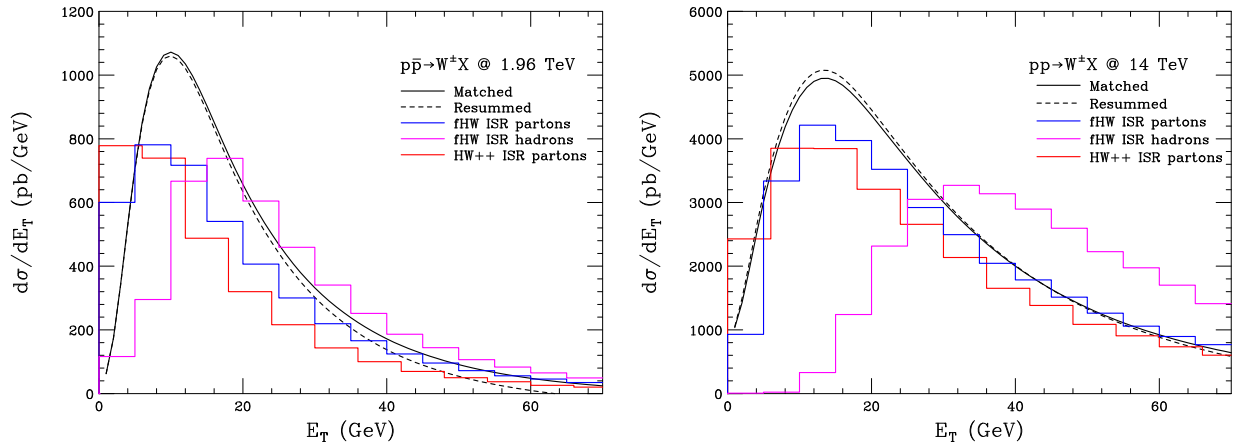 pp̄→W±X @ 1.96 TeV
Matched
Resummed
fHW ISR partons
fHW ISR hadrons
HW++ ISR partons
dσ/dE_T (pb/GeV)
1200
1000
800
600
400
200
0
0 20 40 60
E_T (GeV)
pp→W±X @ 14 TeV
Matched
Resummed
fHW ISR partons
fHW ISR hadrons
HW++ ISR partons
dσ/dE_T (pb/GeV)
6000
5000
4000
3000
2000
1000
0
0 20 40 60
E_T (GeV)